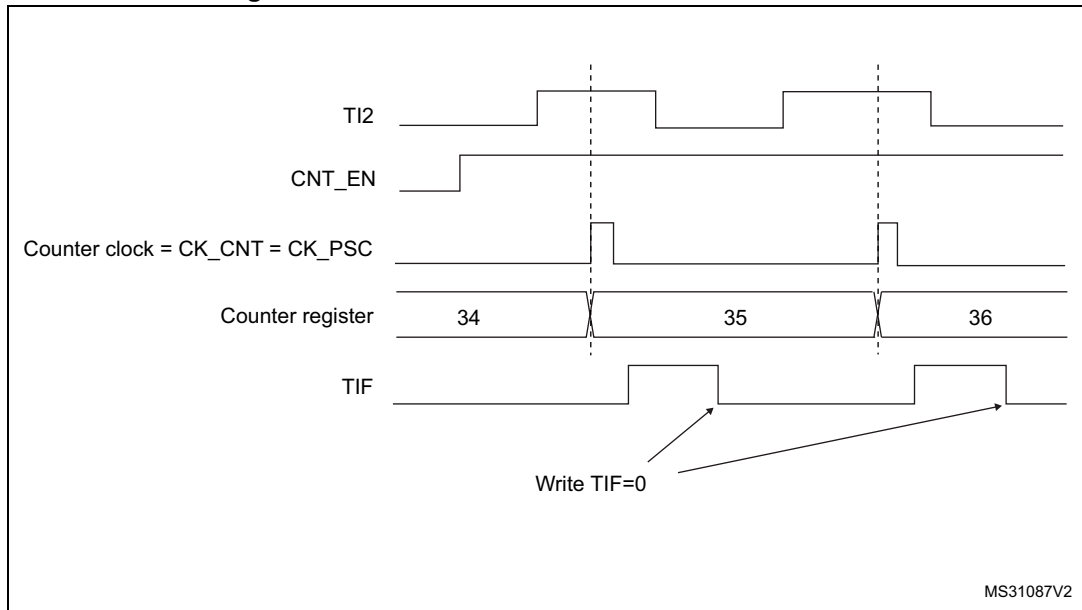 TI2
CNT_EN
Counter clock = CK_CNT = CK_PSC
Counter register 34 35 36
TIF
Write TIF=0
MS31087V2